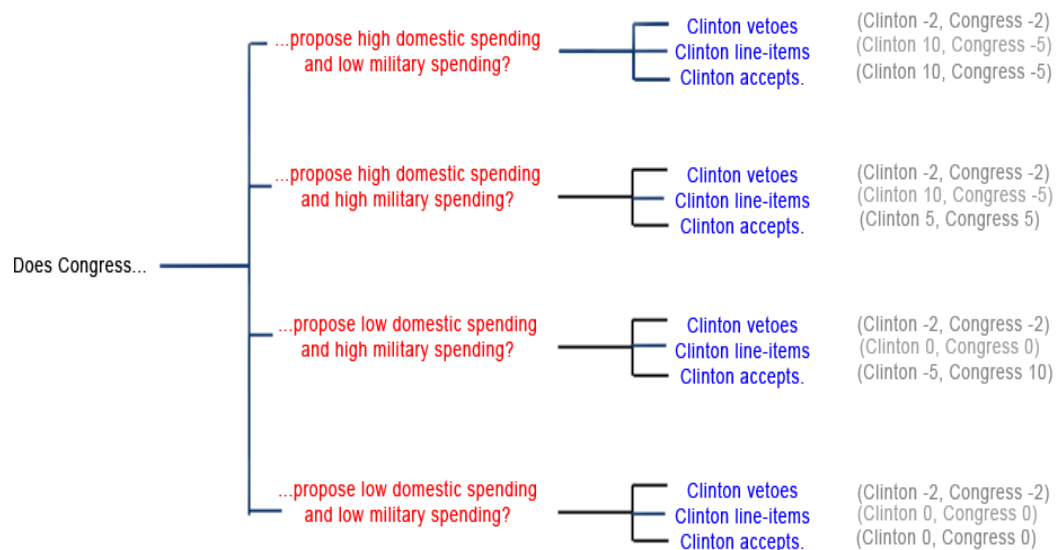 ...propose high domestic spending
and low military spending?
Clinton vetoes
Clinton line-items
Clinton accepts.
(Clinton -2, Congress -2)
(Clinton 10, Congress -5)
(Clinton 10, Congress -5)
...propose high domestic spending
and high military spending?
Clinton vetoes
Clinton line-items
Clinton accepts.
(Clinton -2, Congress -2)
(Clinton 10, Congress -5)
(Clinton 5, Congress 5)
Does Congress...
...propose low domestic spending
and high military spending?
Clinton vetoes
Clinton line-items
Clinton accepts.
(Clinton -2, Congress -2)
(Clinton 0, Congress 0)
(Clinton -5, Congress 10)
...propose low domestic spending
and low military spending?
Clinton vetoes
Clinton line-items
Clinton accepts.
(Clinton -2, Congress -2)
(Clinton 0, Congress 0)
(Clinton 0, Congress 0)